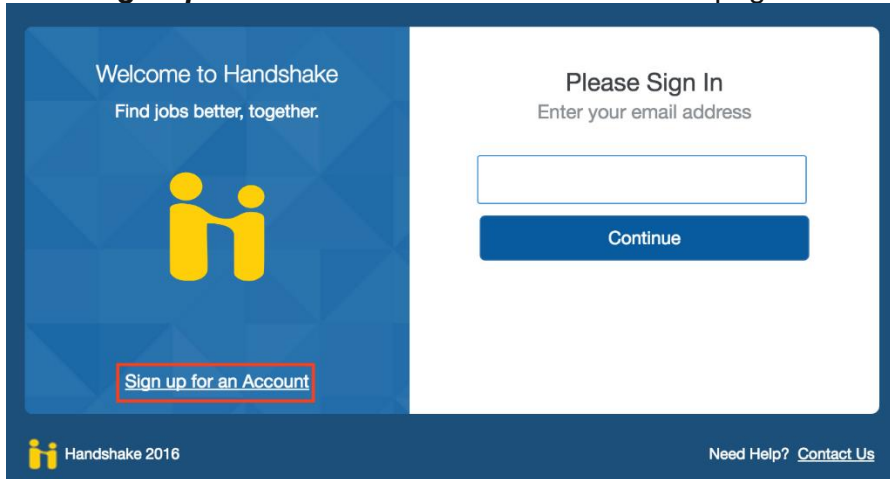 Welcome to Handshake
Find jobs better, together.
Sign up for an Account
Please Sign In
Enter your email address
Continue
Handshake 2016
Need Help? Contact Us